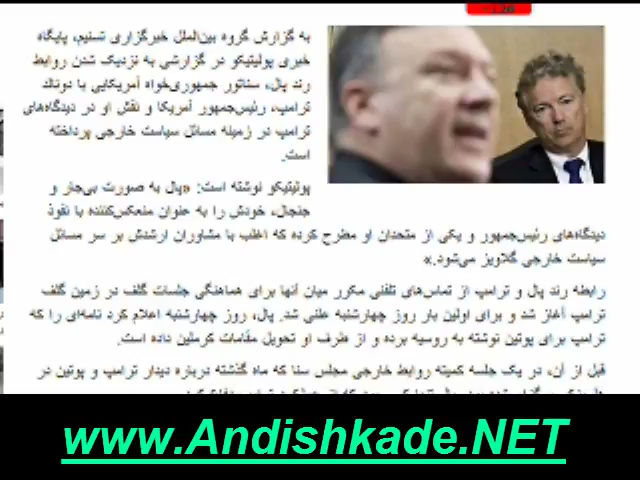 به گزارش گروه بین‌الملل خبرگزاری تسنیم، پایگاه
خبری پولیتیکو در گزارشی به نزدیک شدن روابط
رند پال، سناتور جمهوری‌خواه آمریکایی با دونالد
ترامپ، رئیس‌جمهور آمریکا و نقش او در دیدگاه‌های
ترامپ در زمینه مسائل سیاست خارجی پرداخته
است.
پولیتیکو نوشته است: «پال به صورت بی‌جار و
جنجال، خودش را به عنوان منعکس‌کننده با نفوذ
دیدگاه‌های رئیس‌جمهور و یکی از متحدان او مطرح کرده که اغلب با مشاوران ارشدش بر سر مسائل
سیاست خارجی گلاویز می‌شود.»
رابطه رند پال و ترامپ از تماس‌های تلفنی مکرر میان آنها برای هماهنگی جلسات گلف در زمین گلف
ترامپ آغاز شد و برای اولین بار روز چهارشنبه علنی شد. پال، روز چهارشنبه اعلام کرد نامه‌ای را که
ترامپ برای پوتین نوشته به روسیه برده و از طرف او تحویل مقامات کرملین داده است.
قبل از آن، در یک جلسه کمیته روابط خارجی مجلس سنا که ماه گذشته درباره دیدار ترامپ و پوتین در
www.Andishkade.NET